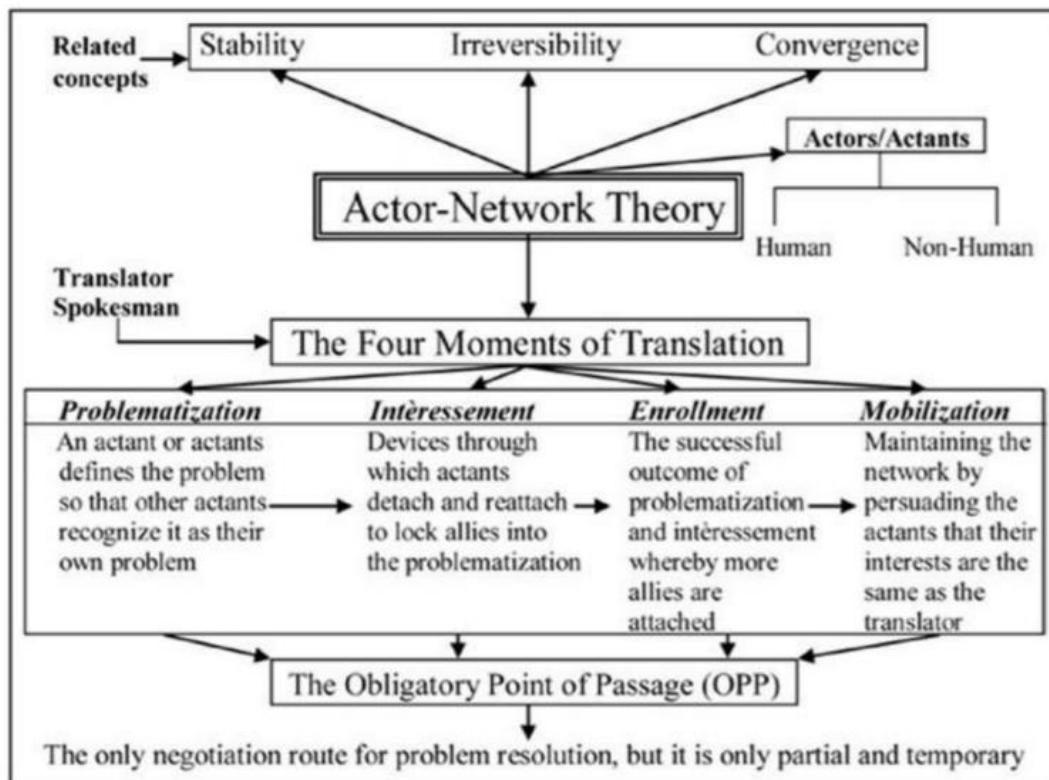 Related
concepts
Stability Irreversibility Convergence
Actors/Actants
Actor-Network Theory
Human Non-Human
Translator
Spokesman
The Four Moments of Translation
Problematization
An actant or actants
defines the problem
so that other actants
recognize it as their
own problem
Intèressement
Devices through
which actants
detach and reattach
to lock allies into
the problematization
Enrollment
The successful
outcome of
problematization
and intèressement
whereby more
allies are
attached
Mobilization
Maintaining the
network by
persuading the
actants that their
interests are the
same as the
translator
The Obligatory Point of Passage (OPP)
The only negotiation route for problem resolution, but it is only partial and temporary